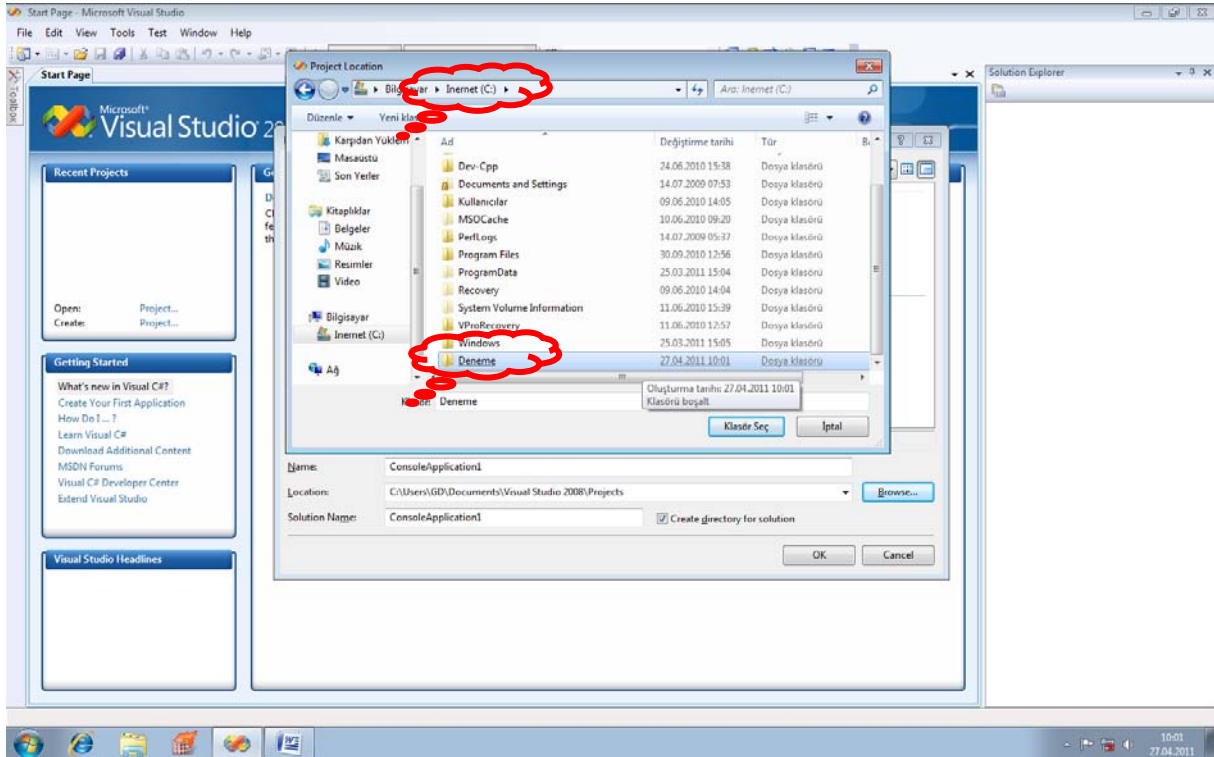 Start Page - Microsoft Visual Studio
File Edit View Tools Test Window Help
Start Page
Toolbox
Microsoft
Visual Studio
Recent Projects
Open: Project...
Create: Project...
Getting Started
What's new in Visual C#?
Create Your First Application
How Do I ... ?
Learn Visual C#
Download Additional Content
MSDN Forums
Visual C# Developer Center
Extend Visual Studio
Visual Studio Headlines
Project Location
Inernet (C:)
Ara: Inernet (C:)
Düzenle Yeni
Karşıdan Yüklem
Masaüstü
Son Yerler
Kitaplıklar
Belgeler
Müzik
Resimler
Video
Bilgisayar
Inernet (C:)
Ağ
Ad Değiştirme tarihi Tür
Dev-Cpp 24.06.2010 15:38 Dosya klasörü
Documents and Settings 14.07.2009 07:53 Dosya klasörü
Kullanıcılar 09.06.2010 14:05 Dosya klasörü
MSOCache 10.06.2010 09:20 Dosya klasörü
PerfLogs 14.07.2009 05:37 Dosya klasörü
Program Files 30.09.2010 12:56 Dosya klasörü
ProgramData 25.03.2011 15:04 Dosya klasörü
Recovery 09.06.2010 14:04 Dosya klasörü
System Volume Information 11.06.2010 15:39 Dosya klasörü
VProRecovery 11.06.2010 12:57 Dosya klasörü
Windows 25.03.2011 15:05 Dosya klasörü
Deneme 27.04.2011 10:01 Dosya klasörü
Oluşturma tarihi: 27.04.2011 10:01
Klasörü boşalt
Deneme
Klasör Seç İptal
Name: ConsoleApplication1
Location: C:\Users\GD\Documents\Visual Studio 2008\Projects Browse...
Solution Name: ConsoleApplication1 Create directory for solution
OK Cancel
Solution Explorer
10:01
27.04.2011